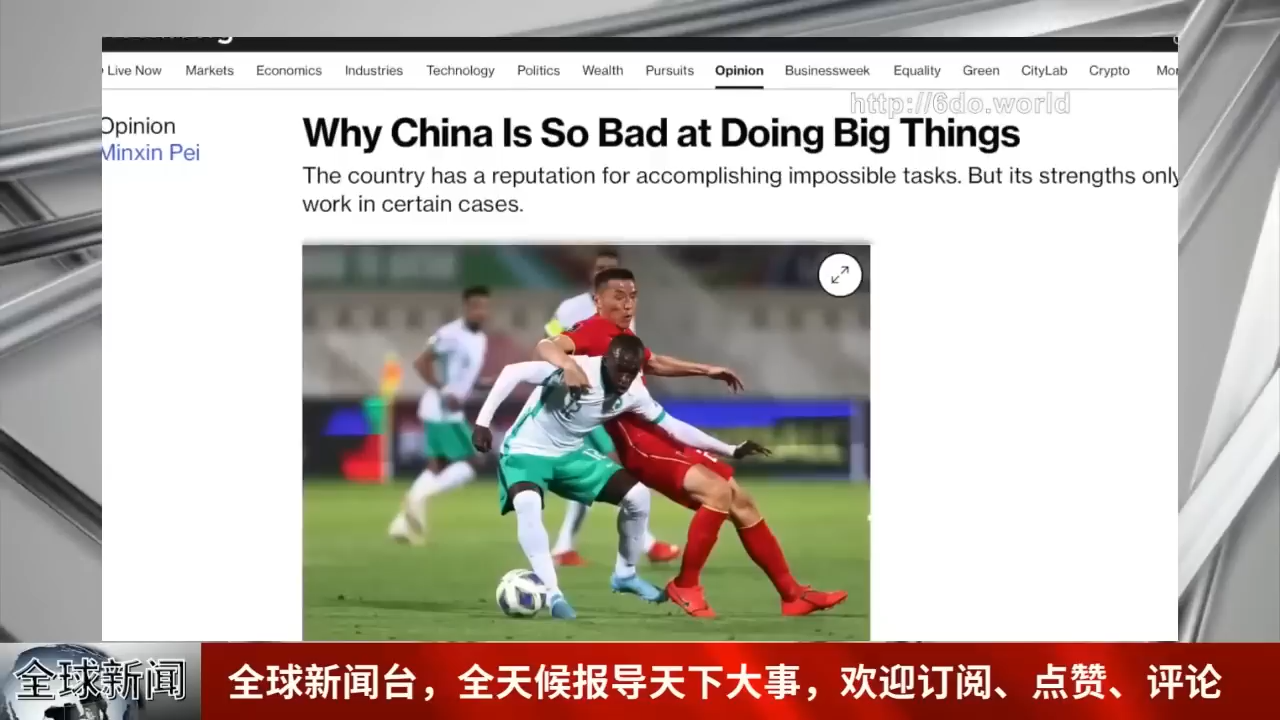 Live Now Markets Economics Industries Technology Politics Wealth Pursuits Opinion Businessweek Equality Green CityLab Crypto
http://6do.world
Opinion
Minxin Pei
Why China Is So Bad at Doing Big Things
The country has a reputation for accomplishing impossible tasks. But its strengths only
work in certain cases.
全球新闻
全球新闻台，全天候报导天下大事，欢迎订阅、点赞、评论